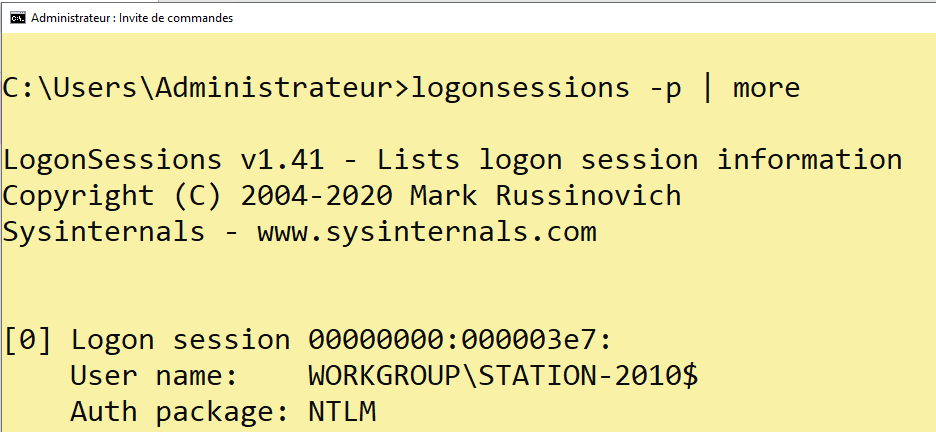 Administrateur : Invite de commandes
C:\Users\Administrateur>logonsessions -p | more
LogonSessions v1.41 - Lists logon session information
Copyright (C) 2004-2020 Mark Russinovich
Sysinternals - www.sysinternals.com
[0] Logon session 00000000:000003e7:
User name:    WORKGROUP\STATION-2010$
Auth package: NTLM